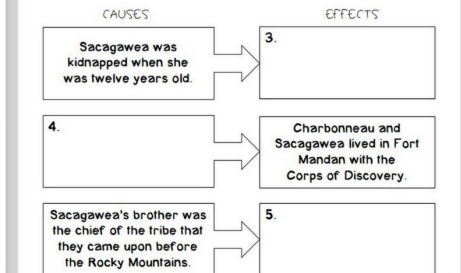 CAUSES
EFFECTS
Sacagawea was
kidnapped when she
was twelve years old.
3.
4.
Charbonneau and
Sacagawea lived in Fort
Mandan with the
Corps of Discovery.
Sacagawea's brother was
the chief of the tribe that
they came upon before
the Rocky Mountains.
5.